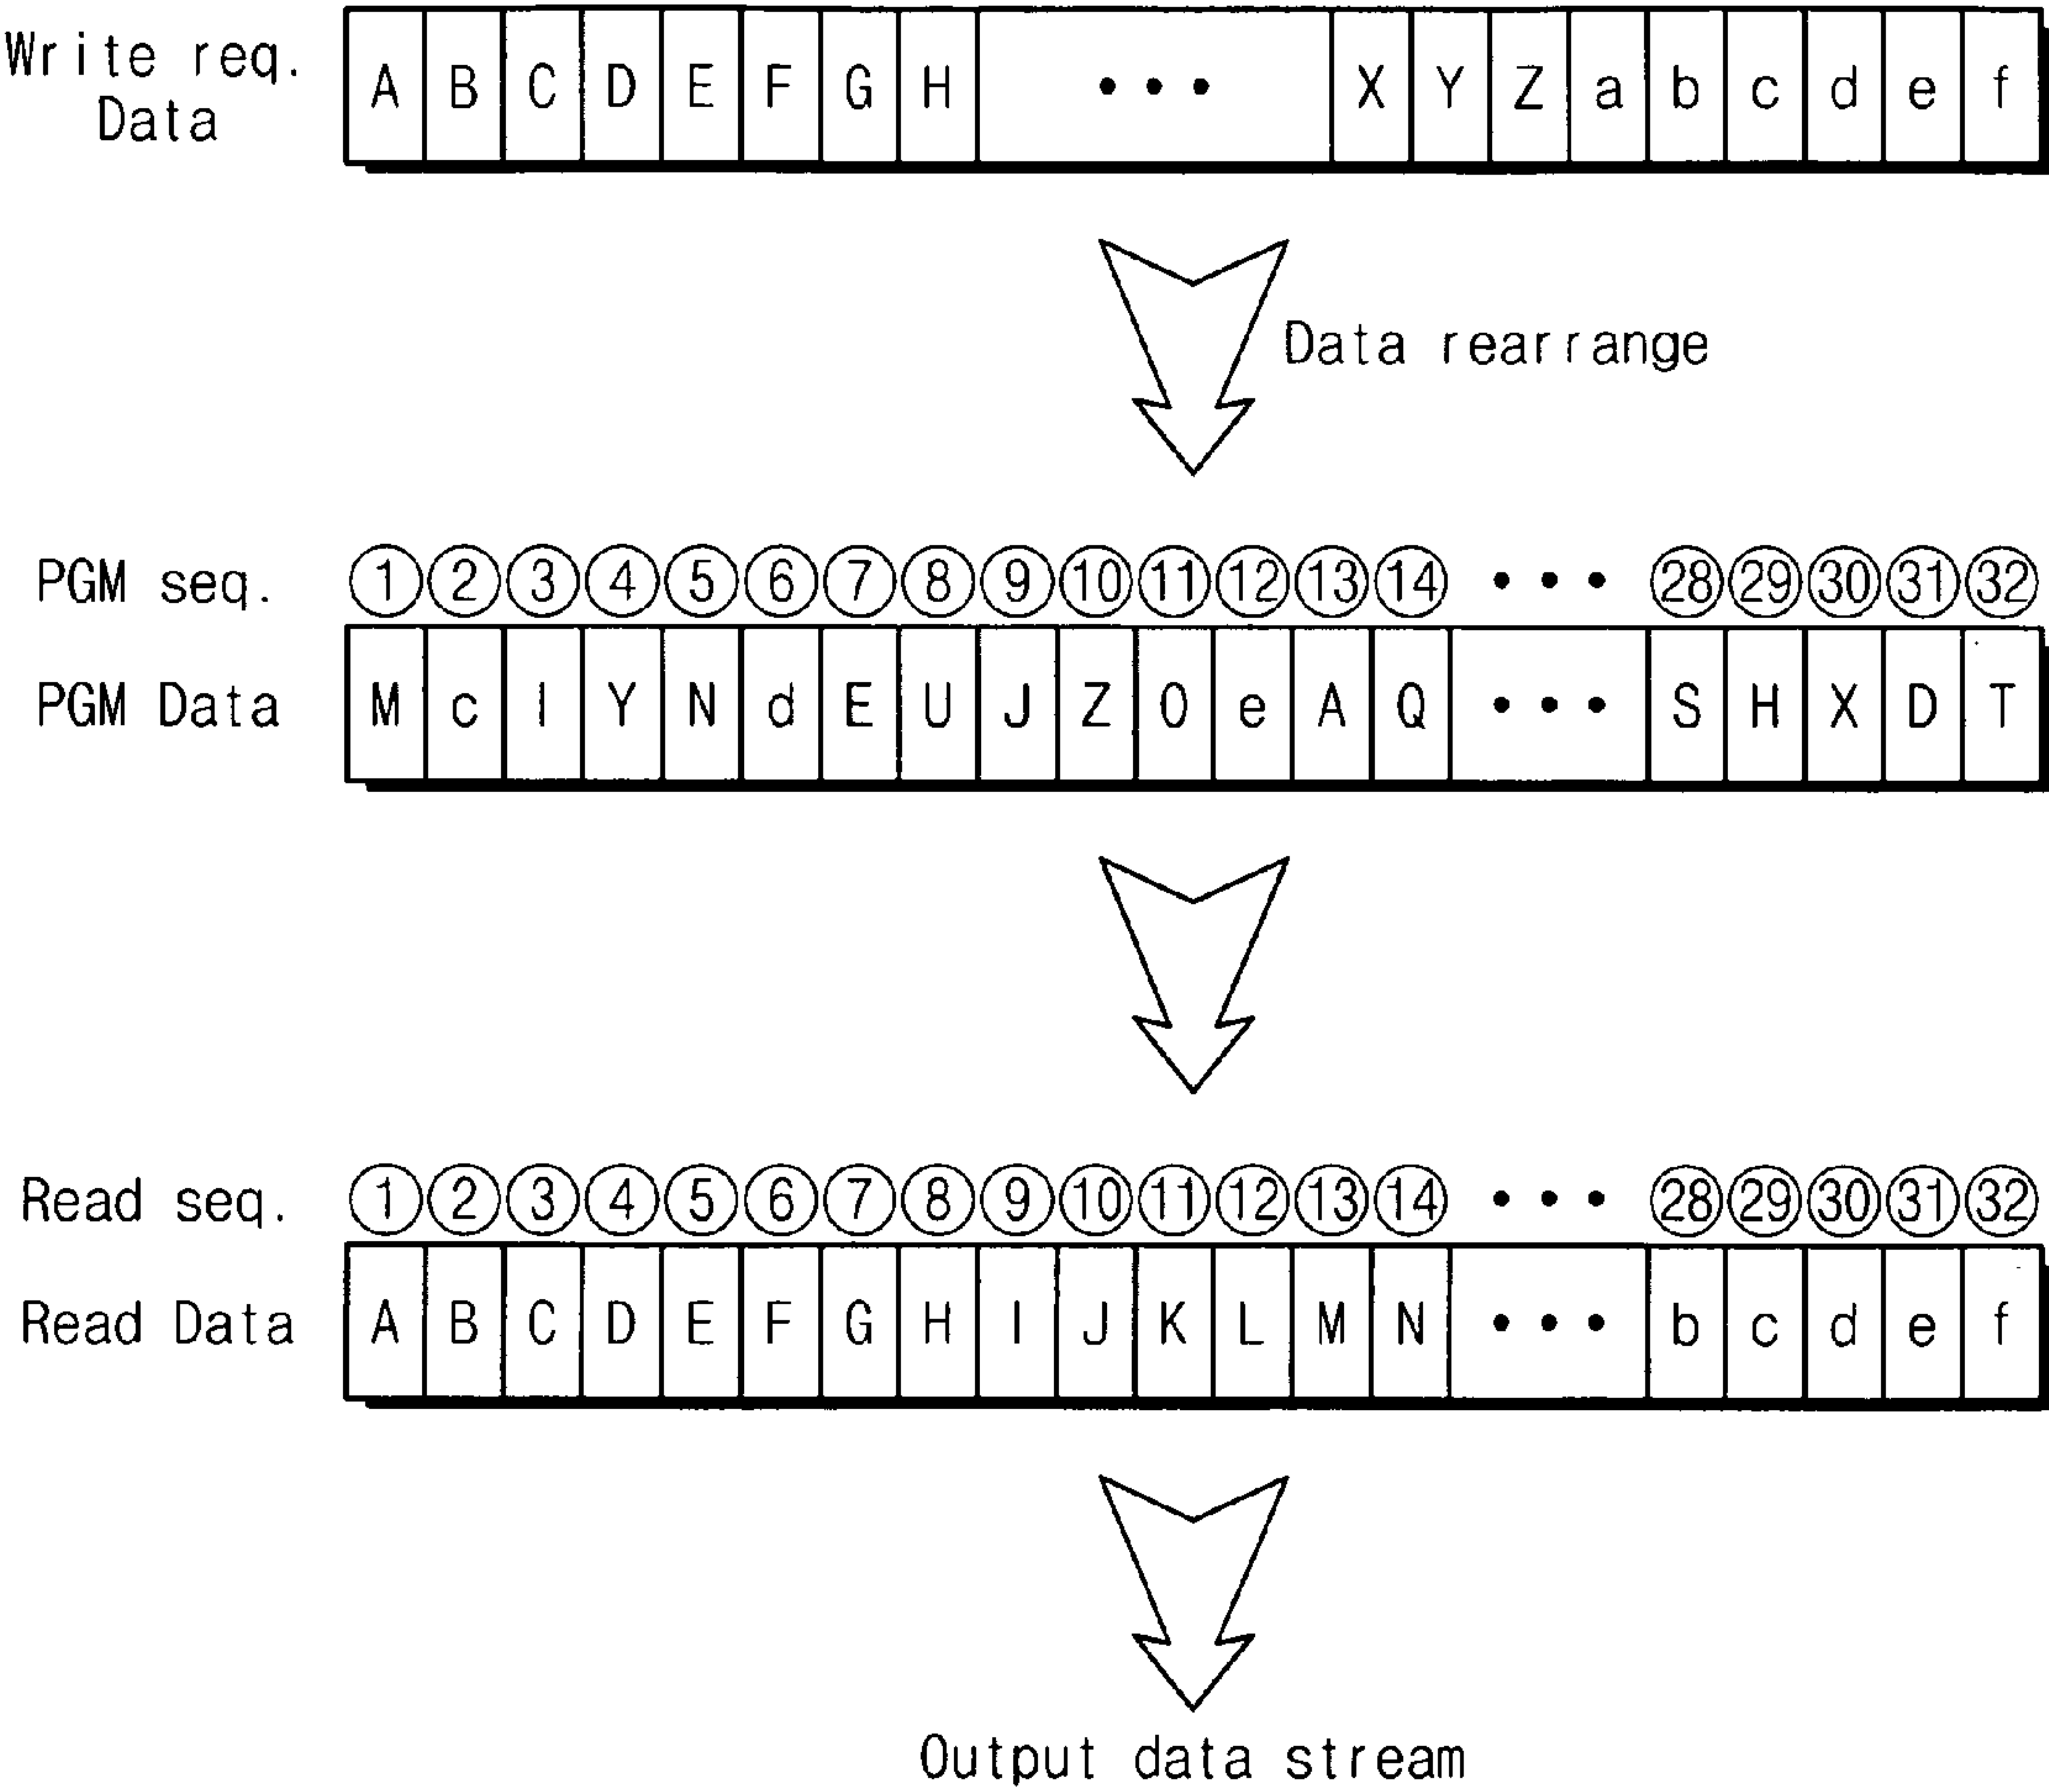 Write req. Data A B C D E F G H • • • X Y Z a b c d e f
Data rearrange
PGM seq. ① ② ③ ④ ⑤ ⑥ ⑦ ⑧ ⑨ ⑩ ⑪ ⑫ ⑬ ⑭ • • • ㉘ ㉙ ㉚ ㉛ ㉜
PGM Data M c I Y N d E U J Z O e A Q • • • S H X D T
Read seq. ① ② ③ ④ ⑤ ⑥ ⑦ ⑧ ⑨ ⑩ ⑪ ⑫ ⑬ ⑭ • • • ㉘ ㉙ ㉚ ㉛ ㉜
Read Data A B C D E F G H I J K L M N • • • b c d e f
Output data stream